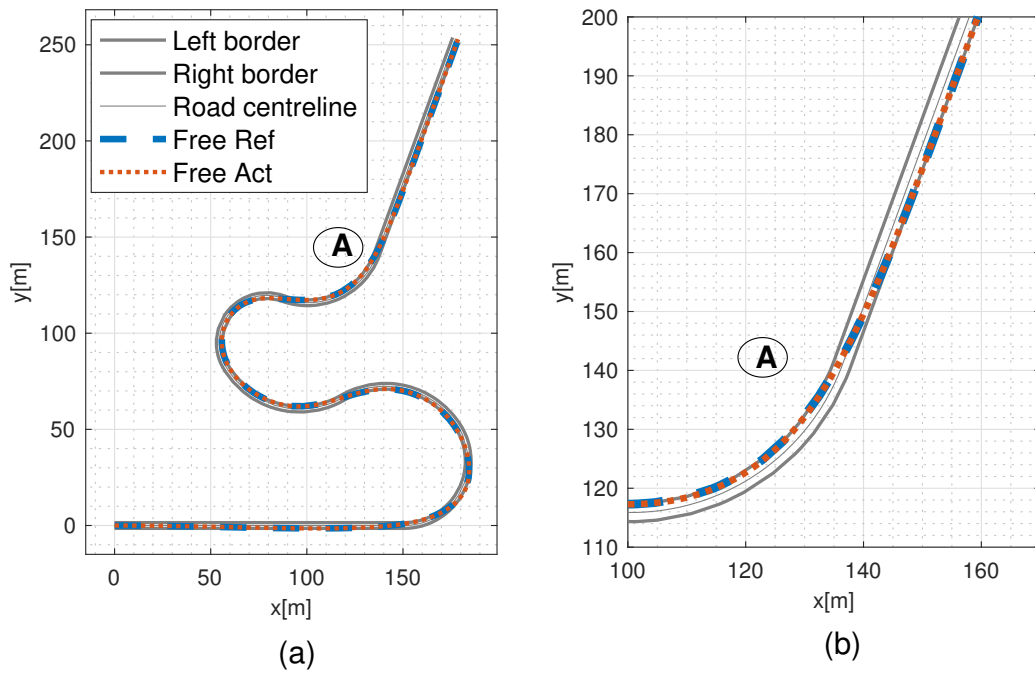 Left border
Right border
Road centreline
Free Ref
Free Act
A
250
200
150
100
50
0
y[m]
0
50
100
150
x[m]
(a)
200
190
180
170
160
150
140
130
120
110
y[m]
A
100
120
140
160
x[m]
(b)